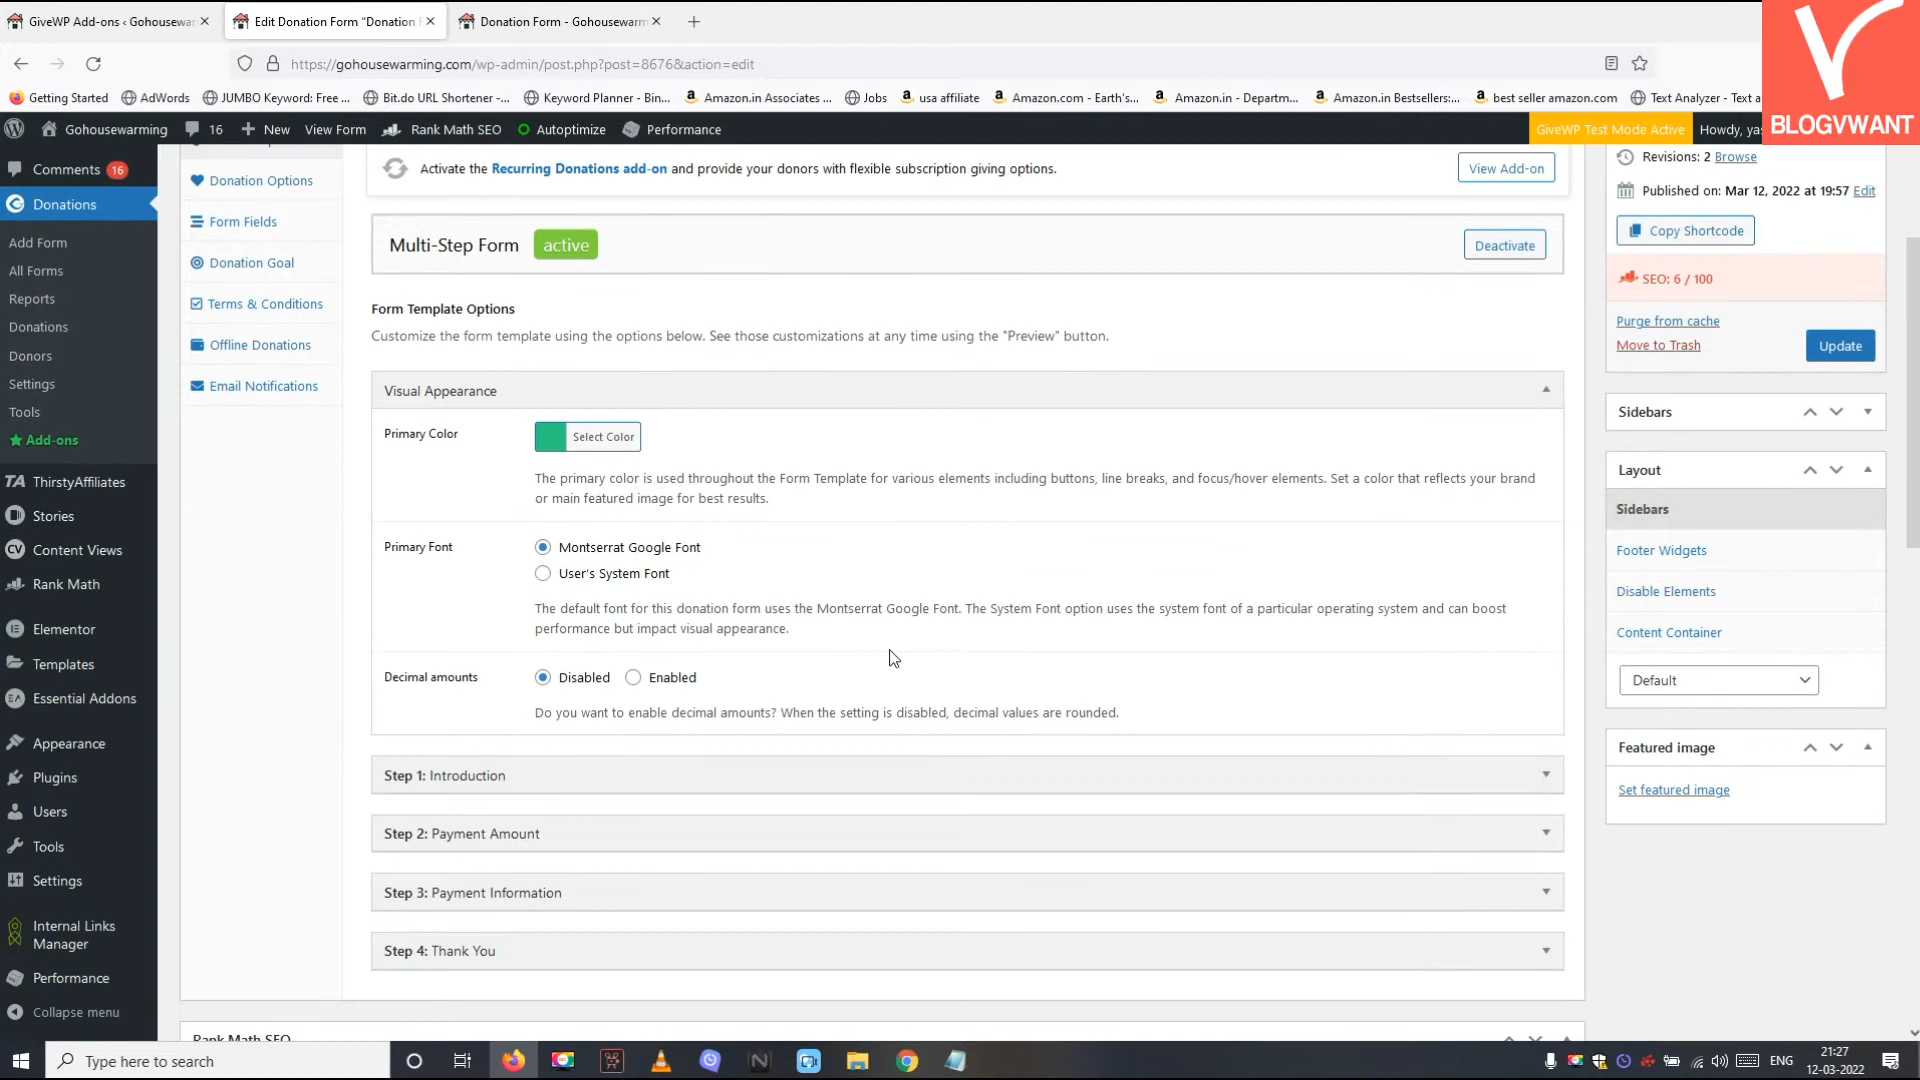 GiveWP Add-ons ‹ Gohousewar
Edit Donation Form "Donation F
Donation Form - Gohousewarm
https://gohousewarming.com/wp-admin/post.php?post=8676&action=edit
Getting Started
AdWords
JUMBO Keyword: Free ...
Bit.do URL Shortener -...
Keyword Planner - Bin...
Amazon.in Associates ...
Jobs
usa affiliate
Amazon.com - Earth's...
Amazon.in - Departm...
Amazon.in Bestsellers:...
best seller amazon.com
Text Analyzer - Text a
BLOGVWANT
Gohousewarming
16
New
View Form
Rank Math SEO
Autoptimize
Performance
GiveWP Test Mode Active
Howdy, yas
Comments 16
Donations
Add Form
All Forms
Reports
Donations
Donors
Settings
Tools
Add-ons
ThirstyAffiliates
Stories
Content Views
Rank Math
Elementor
Templates
Essential Addons
Appearance
Plugins
Users
Tools
Settings
Internal Links
Manager
Performance
Collapse menu
Donation Options
Form Fields
Donation Goal
Terms & Conditions
Offline Donations
Email Notifications
Activate the Recurring Donations add-on and provide your donors with flexible subscription giving options.
View Add-on
Multi-Step Form active
Deactivate
Form Template Options
Customize the form template using the options below. See those customizations at any time using the "Preview" button.
Visual Appearance
Primary Color
Select Color
The primary color is used throughout the Form Template for various elements including buttons, line breaks, and focus/hover elements. Set a color that reflects your brand
or main featured image for best results.
Primary Font
Montserrat Google Font
User's System Font
The default font for this donation form uses the Montserrat Google Font. The System Font option uses the system font of a particular operating system and can boost
performance but impact visual appearance.
Decimal amounts
Disabled
Enabled
Do you want to enable decimal amounts? When the setting is disabled, decimal values are rounded.
Step 1: Introduction
Step 2: Payment Amount
Step 3: Payment Information
Step 4: Thank You
Rank Math SEO
Revisions: 2 Browse
Published on: Mar 12, 2022 at 19:57 Edit
Copy Shortcode
SEO: 6 / 100
Purge from cache
Move to Trash
Update
Sidebars
Layout
Sidebars
Footer Widgets
Disable Elements
Content Container
Default
Featured image
Set featured image
Type here to search
ENG
21:27
12-03-2022